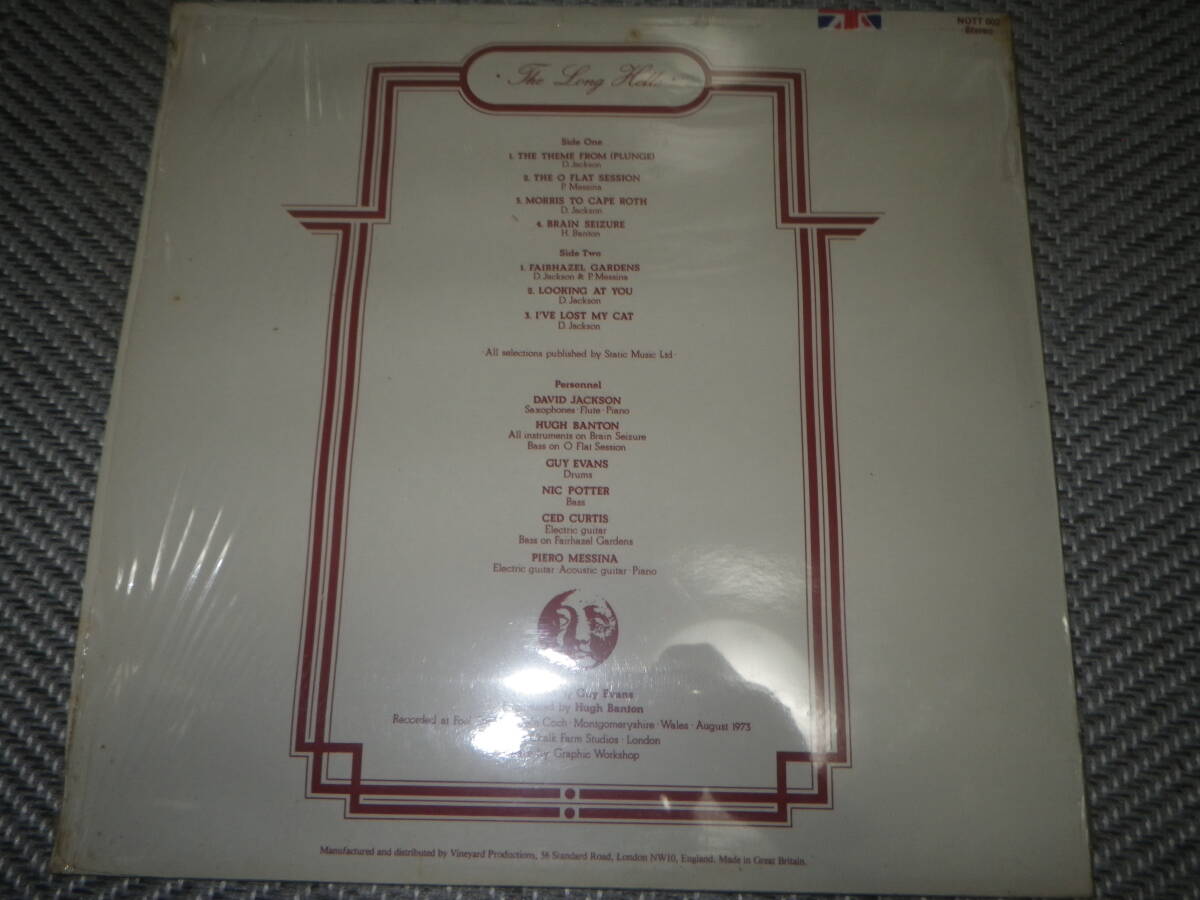 NOTT 002
Stereo
· The Long Hello ·
Side One
1. THE THEME FROM (PLUNGE)
D. Jackson
2. THE O FLAT SESSION
P. Messina
3. MORRIS TO CAPE ROTH
D. Jackson
4. BRAIN SEIZURE
H. Banton
Side Two
1. FAIRHAZEL GARDENS
D. Jackson & P. Messina
2. LOOKING AT YOU
D. Jackson
3. I'VE LOST MY CAT
D. Jackson
·All selections published by Static Music Ltd·
Personnel
DAVID JACKSON
Saxophones · Flute · Piano
HUGH BANTON
All instruments on Brain Seizure
Bass on O Flat Session
GUY EVANS
Drums
NIC POTTER
Bass
CED CURTIS
Electric guitar
Bass on Fairhazel Gardens
PIERO MESSINA
Electric guitar · Acoustic guitar · Piano
by Guy Evans
by Hugh Banton
Recorded at Coch · Montgomeryshire · Wales · August 1973
Farm Studios · London
by Graphic Workshop
Manufactured and distributed by Vineyard Productions, 36 Standard Road, London NW10, England. Made in Great Britain.